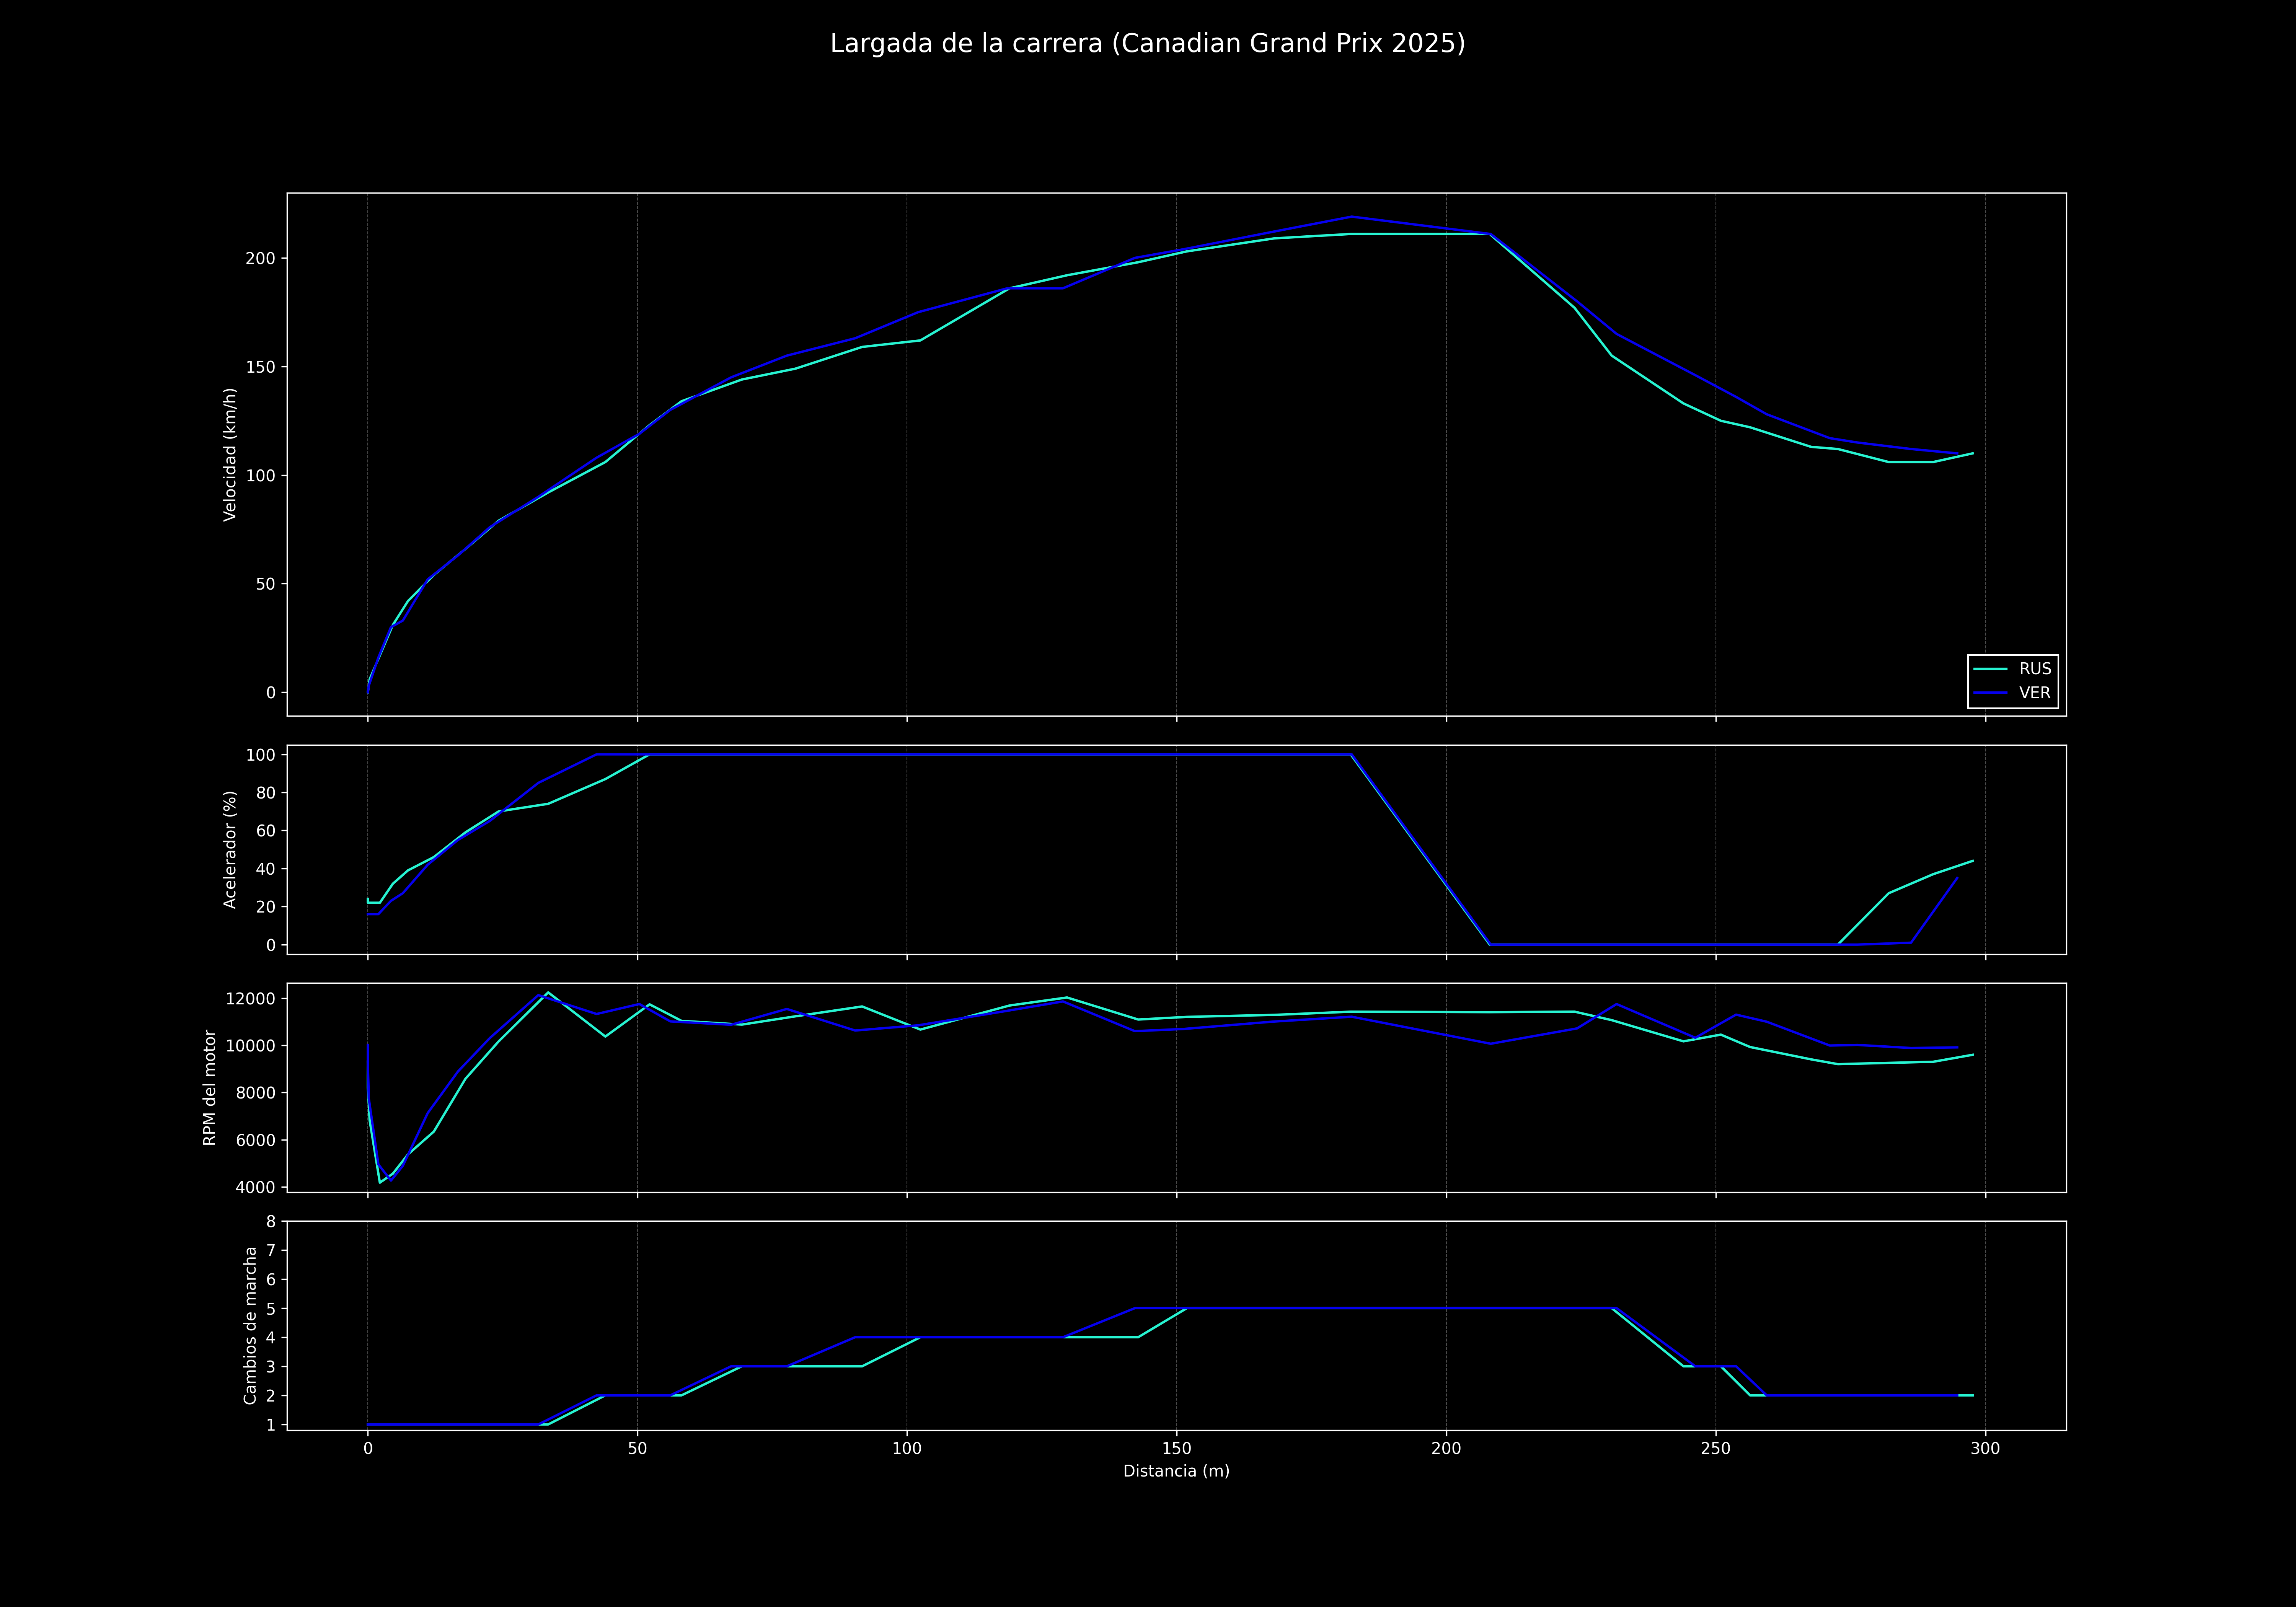 Largada de la carrera (Canadian Grand Prix 2025)
Velocidad (km/h)
200
150
100
50
0
RUS
VER
Acelerador (%)
100
80
60
40
20
0
RPM del motor
12000
10000
8000
6000
4000
Cambios de marcha
8
7
6
5
4
3
2
1
0 50 100 150 200 250 300
Distancia (m)